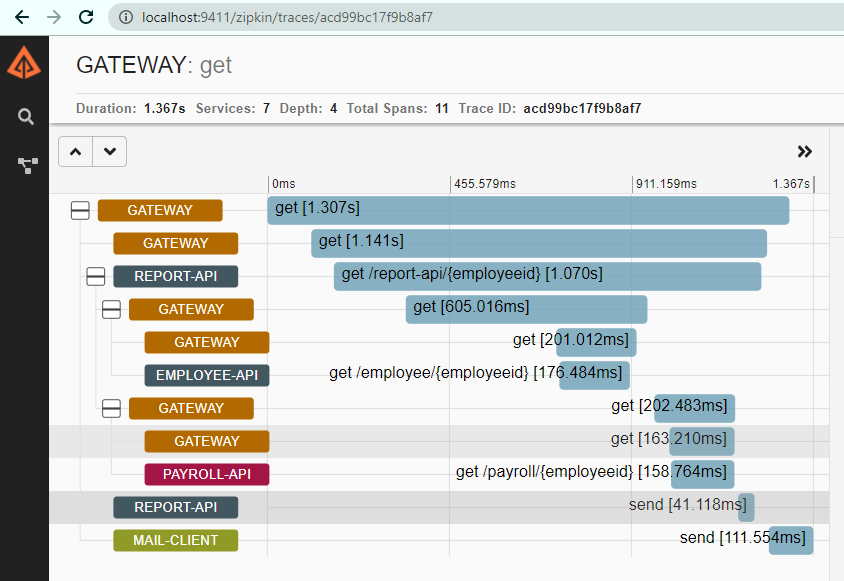 localhost:9411/zipkin/traces/acd99bc17f9b8af7
GATEWAY: get
Duration: 1.367s Services: 7 Depth: 4 Total Spans: 11 Trace ID: acd99bc17f9b8af7
0ms 455.579ms 911.159ms 1.367s
GATEWAY get [1.307s]
GATEWAY get [1.141s]
REPORT-API get /report-api/{employeeid} [1.070s]
GATEWAY get [605.016ms]
GATEWAY get [201.012ms]
EMPLOYEE-API get /employee/{employeeid} [176.484ms]
GATEWAY get [202.483ms]
GATEWAY get [163.210ms]
PAYROLL-API get /payroll/{employeeid} [158.764ms]
REPORT-API send [41.118ms]
MAIL-CLIENT send [111.554ms]